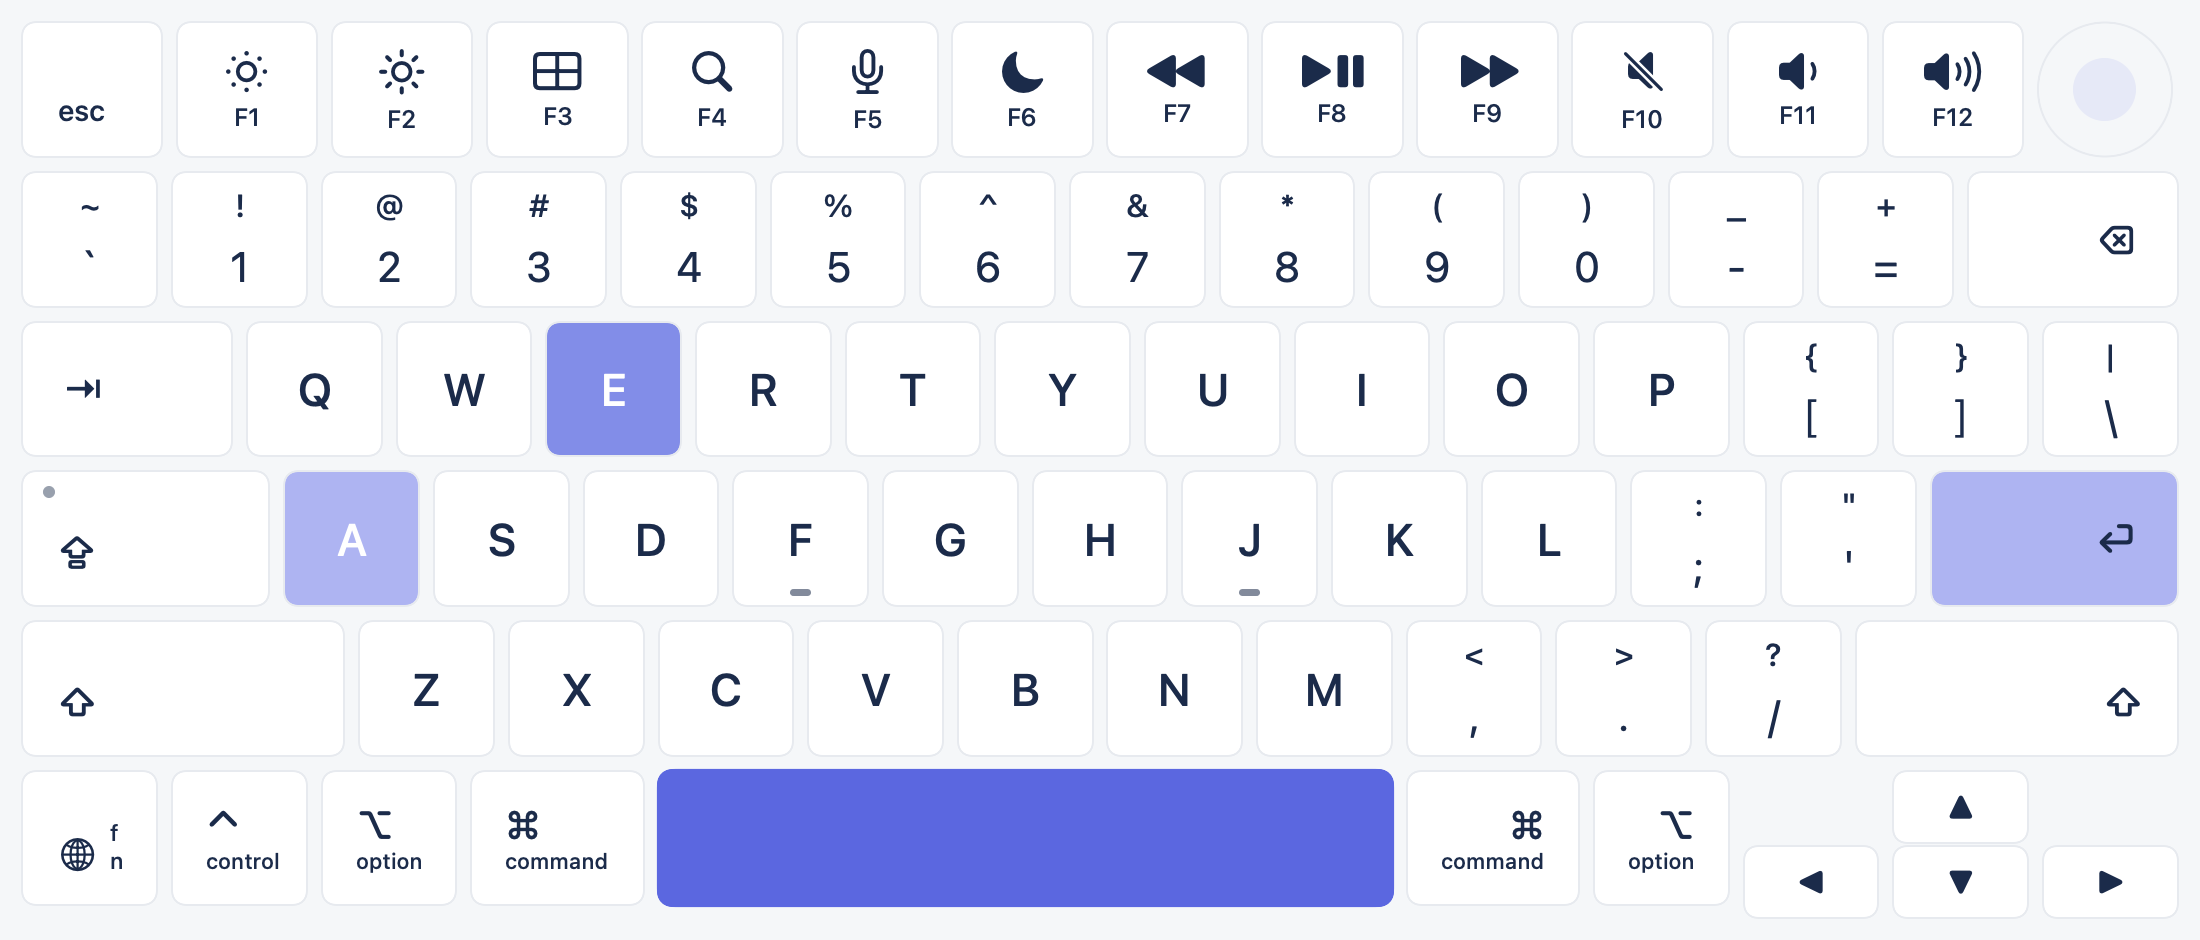 esc F1 F2 F3 F4 F5 F6 F7 F8 F9 F10 F11 F12
~ ! @ # $ % ^ & * ( ) _ +
` 1 2 3 4 5 6 7 8 9 0 - =
Q W E R T Y U I O P { } |
[ ] \
A S D F G H J K L : "
; '
Z X C V B N M < > ?
, . /
f
n
control option command command option